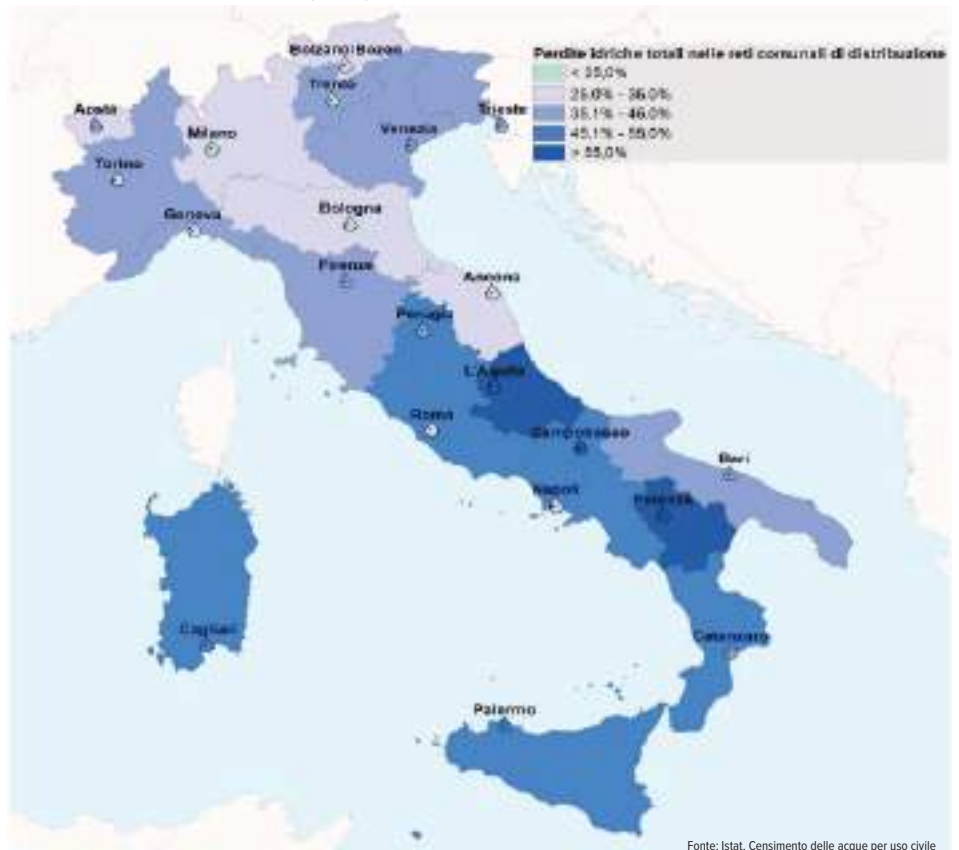 Bolzano/Bozen
Perdite idriche totali nelle reti comunali di distribuzione
Trento
< 25,0%
Aosta
25.0% - 35.0%
Trieste
35,1% - 45,0%
Milano
Venezia
45,1% - 55,0%
Torino
> 55,0%
Genova
Bologna
Firenze
Ancona
Perugia
L'Aquila
Roma
Campobasso
Bari
Napoli
Potenza
Cagliari
Catanzaro
Palermo
Fonte: Istat, Censimento delle acque per uso civile